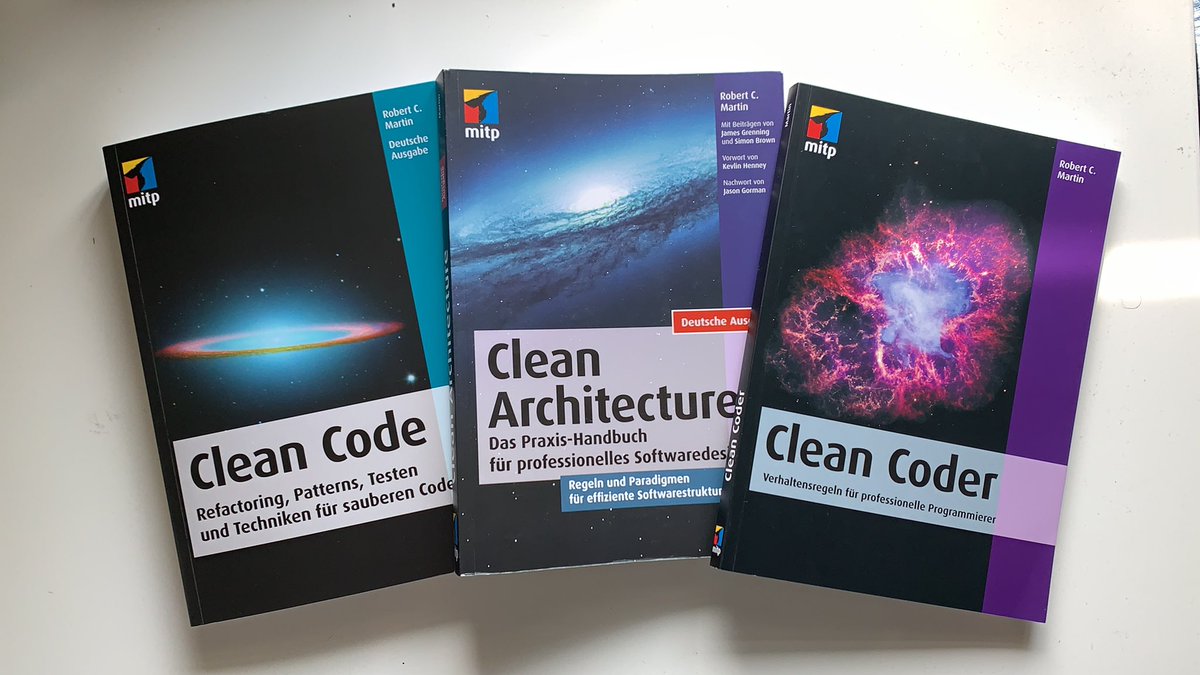 mitp
Robert C.
Martin
Deutsche
Ausgabe
Clean Code
Refactoring, Patterns, Testen
und Techniken für sauberen Code
mitp
Robert C.
Martin
Mit Beiträgen von
James Grenning
und Simon Brown
Vorwort von
Kevlin Henney
Nachwort von
Jason Gorman
Deutsche Aus
Clean
Architecture
Das Praxis-Handbuch
für professionelles Softwaredes
Regeln und Paradigmen
für effiziente Softwarestruktur
mitp
Robert C.
Martin
Clean Coder
Verhaltensregeln für professionelle Programmierer
Clean Coder